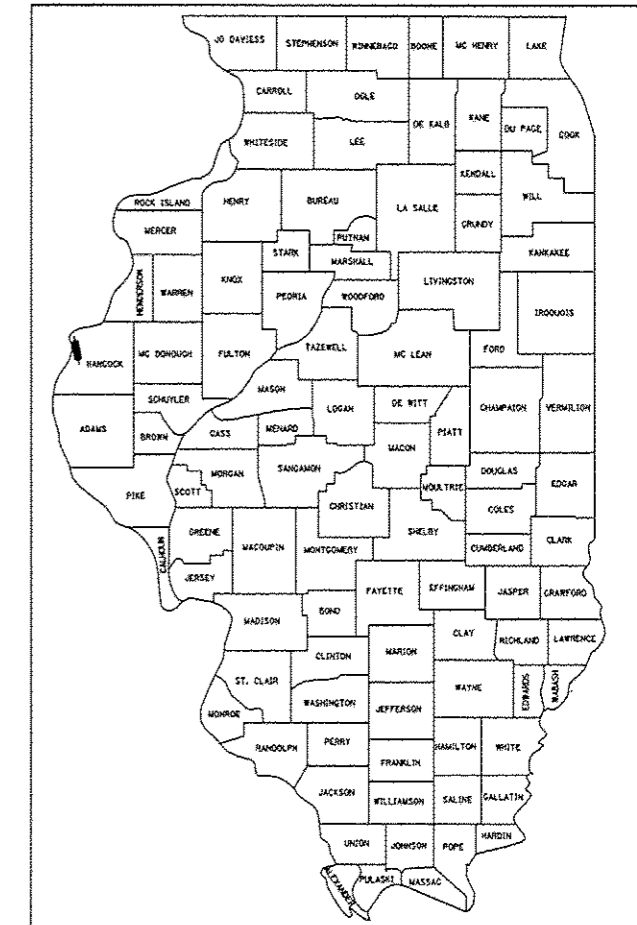 JO DAVIESS STEPHENSON WINNEBAGO BOONE MC HENRY LAKE
CARROLL OGLE DE KALB KANE DU PAGE COOK
WHITESIDE LEE KENDALL WILL
ROCK ISLAND HENRY BUREAU LA SALLE GRUNDY
MERCER PUTNAM KANKAKEE
STARK MARSHALL LIVINGSTON
HENDERSON WARREN KNOX PEORIA WOODFORD IROQUOIS
HANCOCK MC DONOUGH FULTON TAZEWELL MC LEAN FORD
MASON
SCHUYLER LOGAN DE WITT CHAMPAIGN VERMILION
ADAMS BROWN CASS MENARD MACON PIATT
MORGAN SANGAMON DOUGLAS EDGAR
PIKE SCOTT CHRISTIAN MOULTRIE COLES
GREENE MACOUPIN MONTGOMERY SHELBY CUMBERLAND CLARK
CALHOUN JERSEY FAYETTE EFFINGHAM JASPER CRAWFORD
MADISON BOND CLAY RICHLAND LAWRENCE
CLINTON MARION
ST. CLAIR WAYNE EDWARDS WABASH
MONROE WASHINGTON JEFFERSON
RANDOLPH PERRY HAMILTON WHITE
FRANKLIN
JACKSON WILLIAMSON SALINE GALLATIN
UNION JOHNSON POPE HARDIN
ALEXANDER PULASKI MASSAC